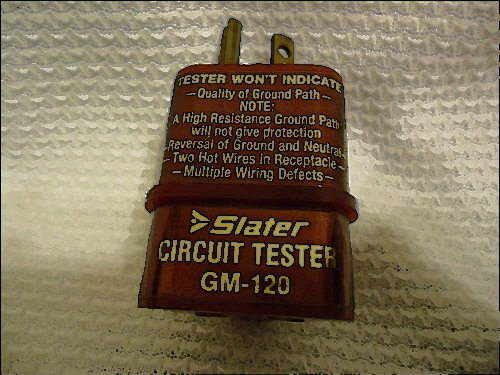 TESTER WON'T INDICATE
—Quality of Ground Path—
NOTE:
A High Resistance Ground Path
will not give protection
—Reversal of Ground and Neutral—
—Two Hot Wires in Receptacle—
—Multiple Wiring Defects—
Slater
CIRCUIT TESTER
GM-120